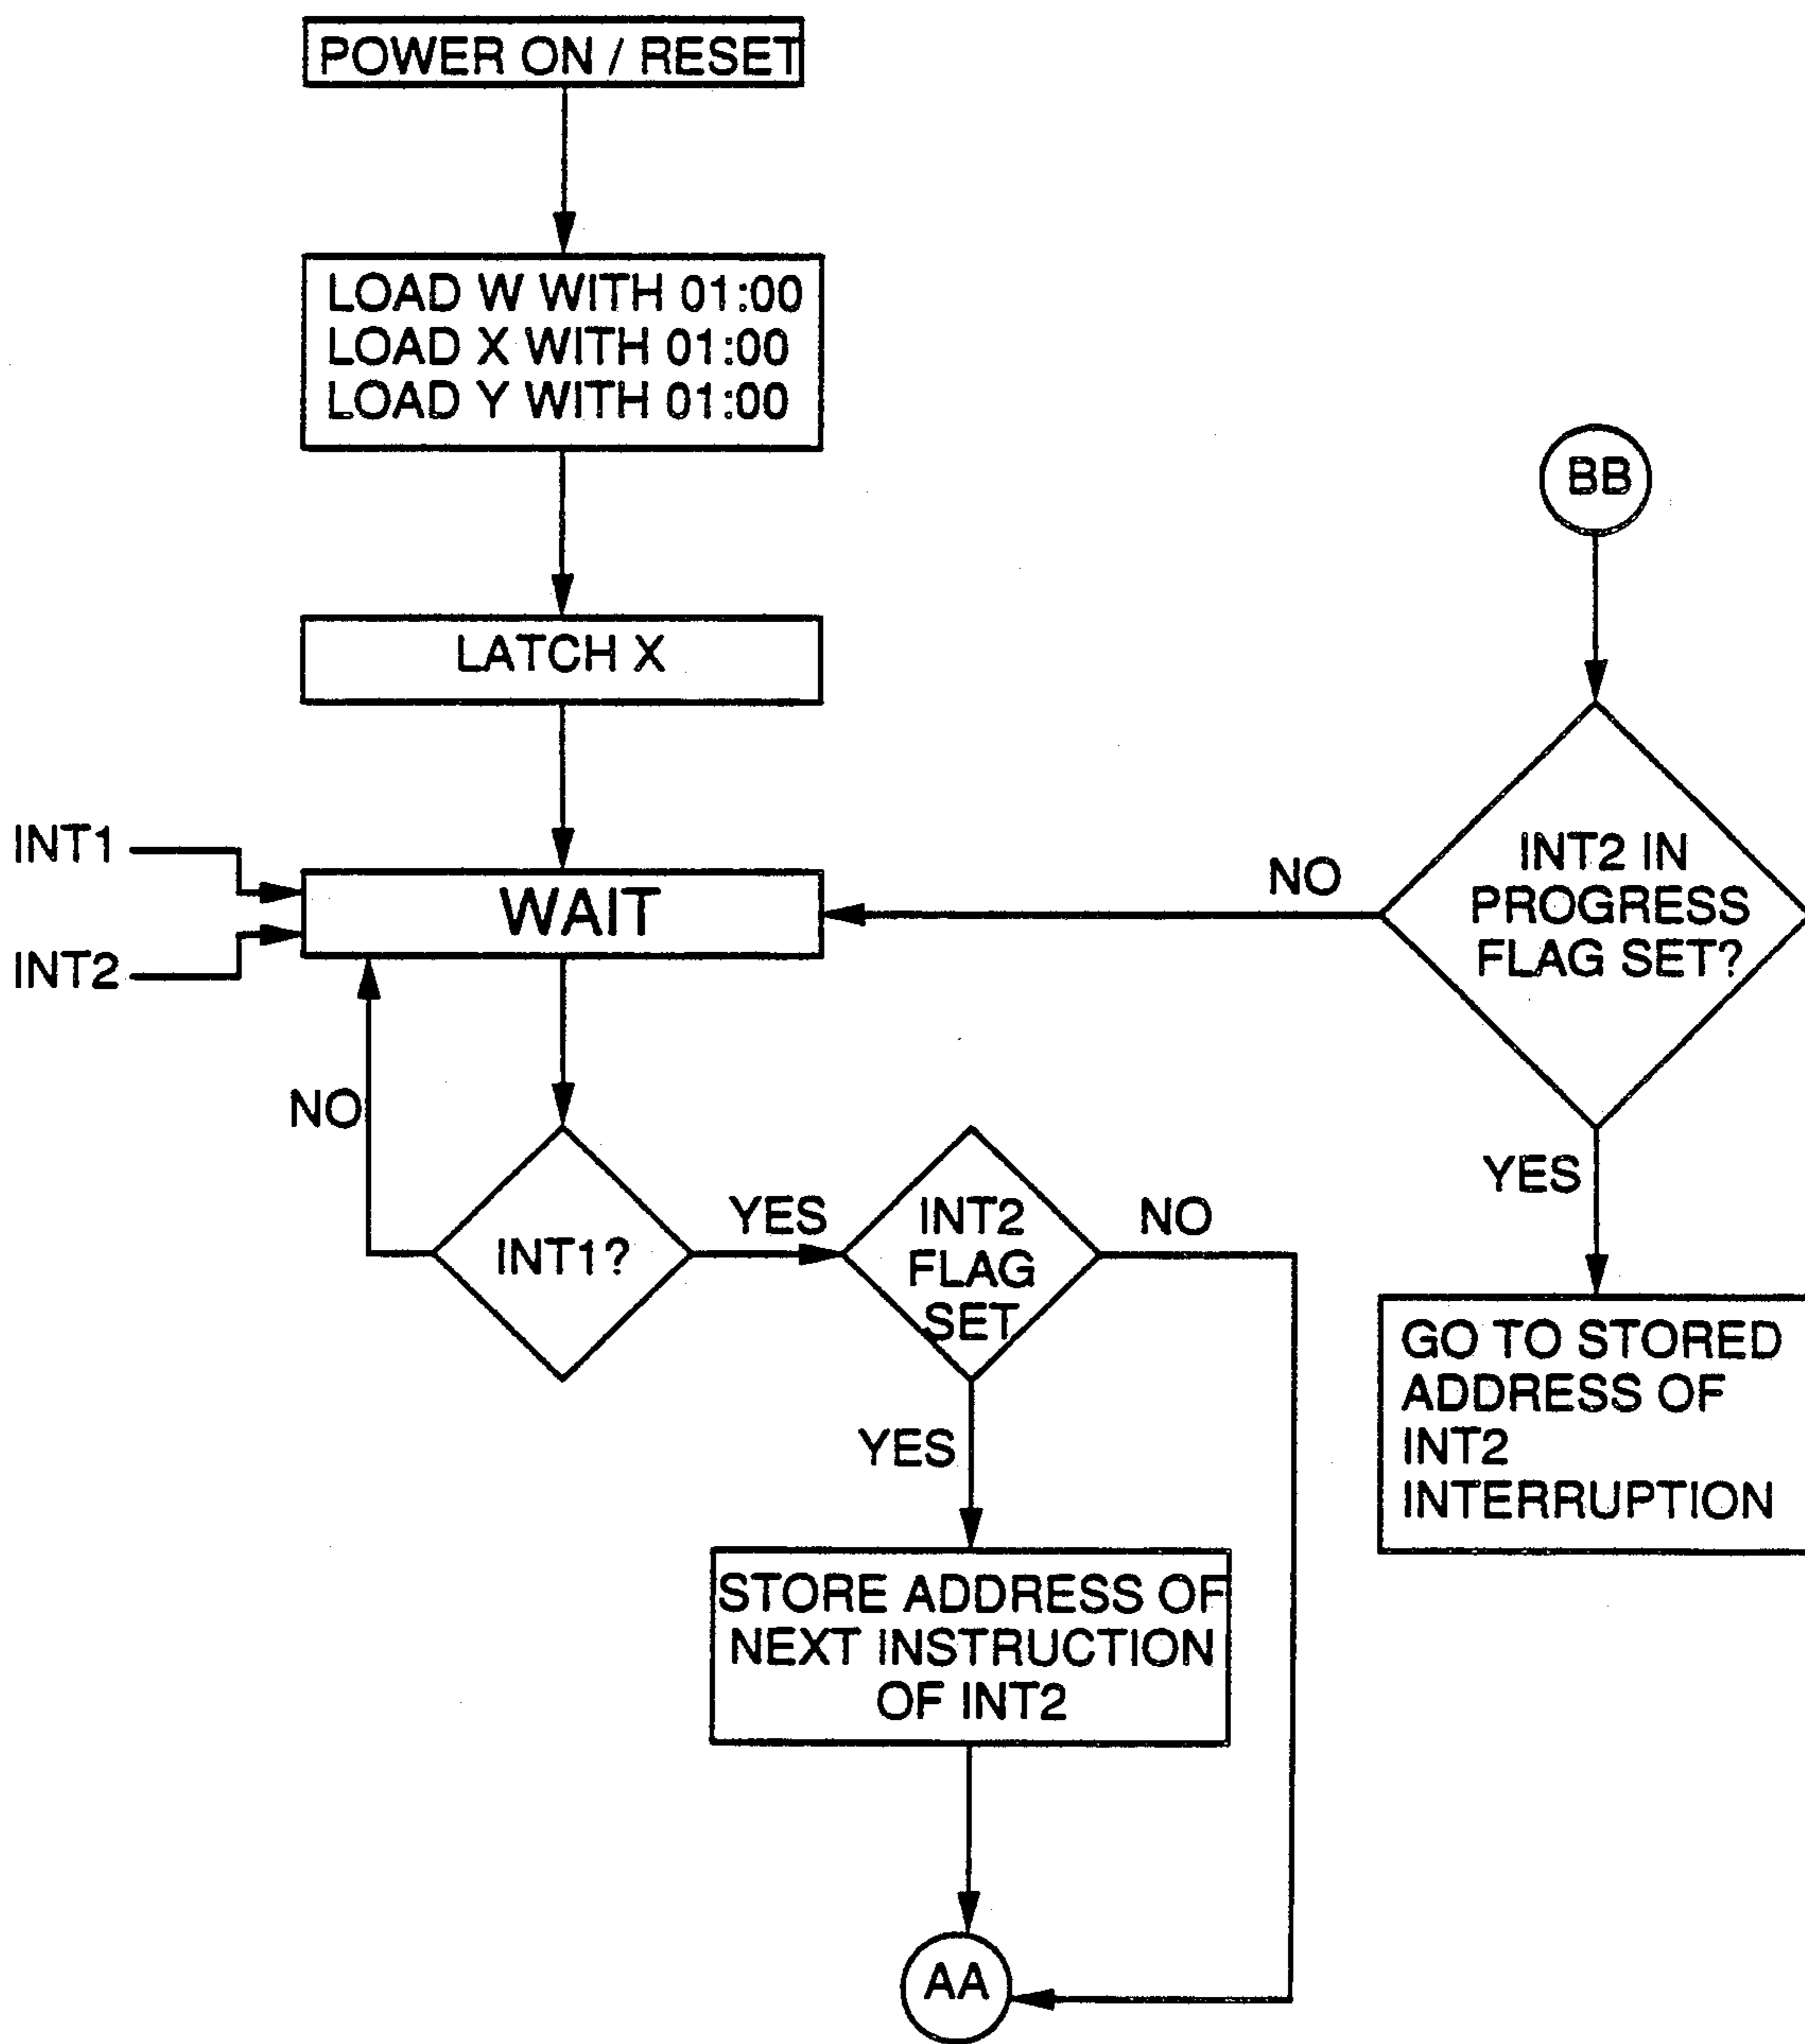 POWER ON / RESET
LOAD W WITH 01:00
LOAD X WITH 01:00
LOAD Y WITH 01:00
LATCH X
BB
INT1
INT2
WAIT
NO
INT2 IN
PROGRESS
FLAG SET?
NO
INT1?
YES
INT2
FLAG
SET
NO
YES
GO TO STORED
ADDRESS OF
INT2
INTERRUPTION
YES
STORE ADDRESS OF
NEXT INSTRUCTION
OF INT2
AA